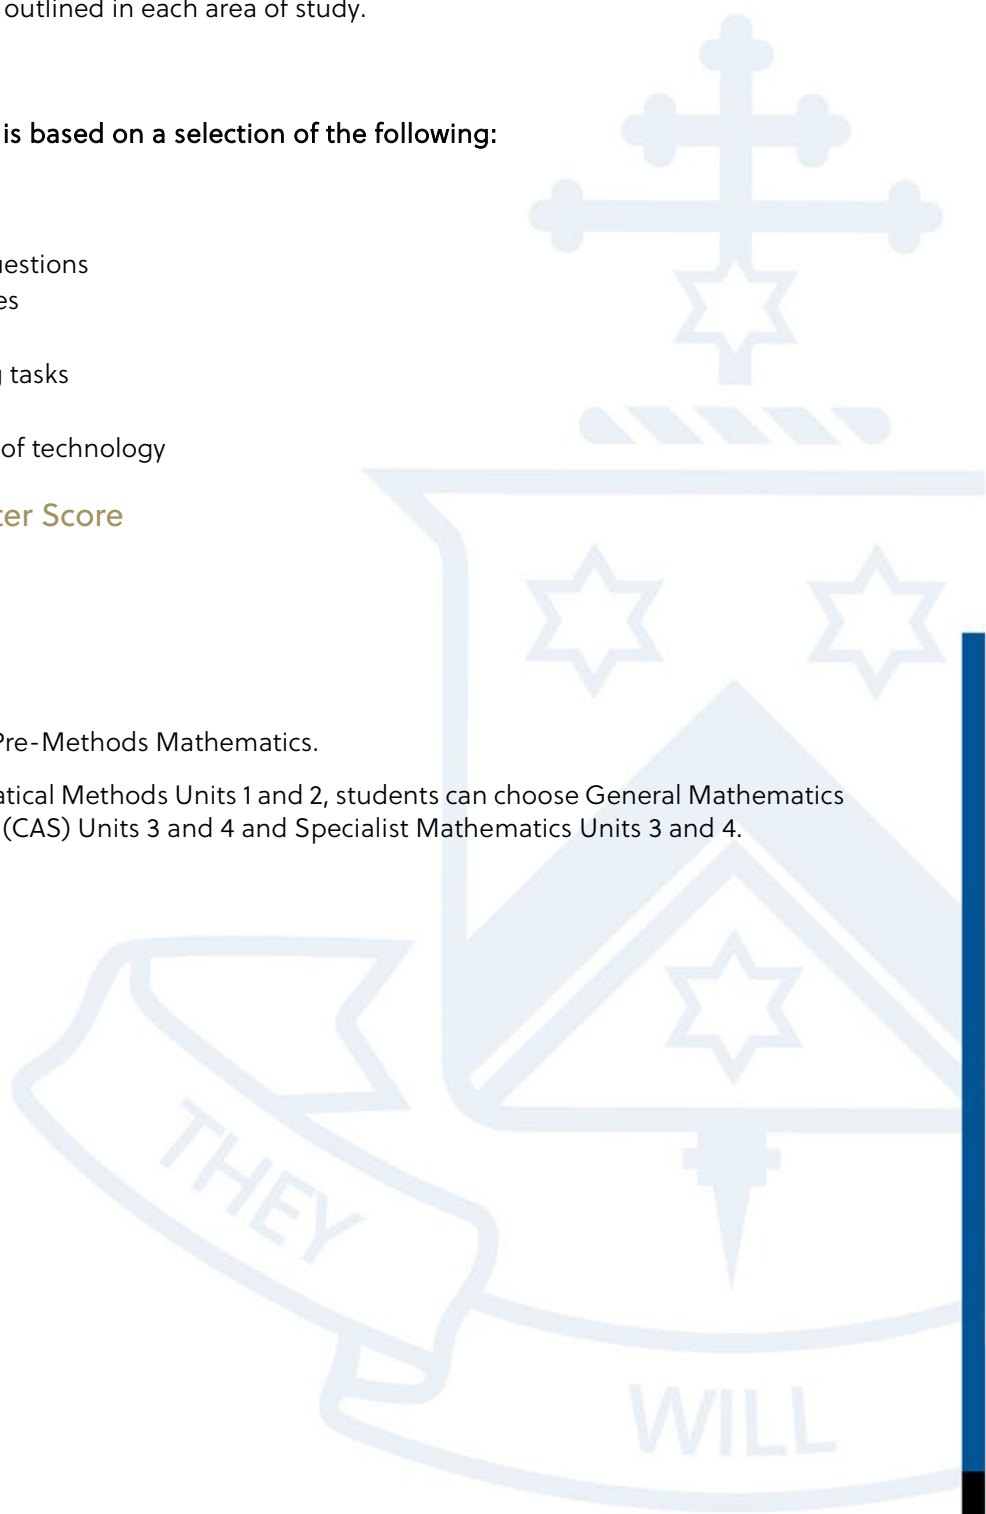 outlined in each area of study.
is based on a selection of the following:
uestions
es
g tasks
of technology
ter Score
Pre-Methods Mathematics.
atical Methods Units 1 and 2, students can choose General Mathematics
(CAS) Units 3 and 4 and Specialist Mathematics Units 3 and 4.
THEY
WILL